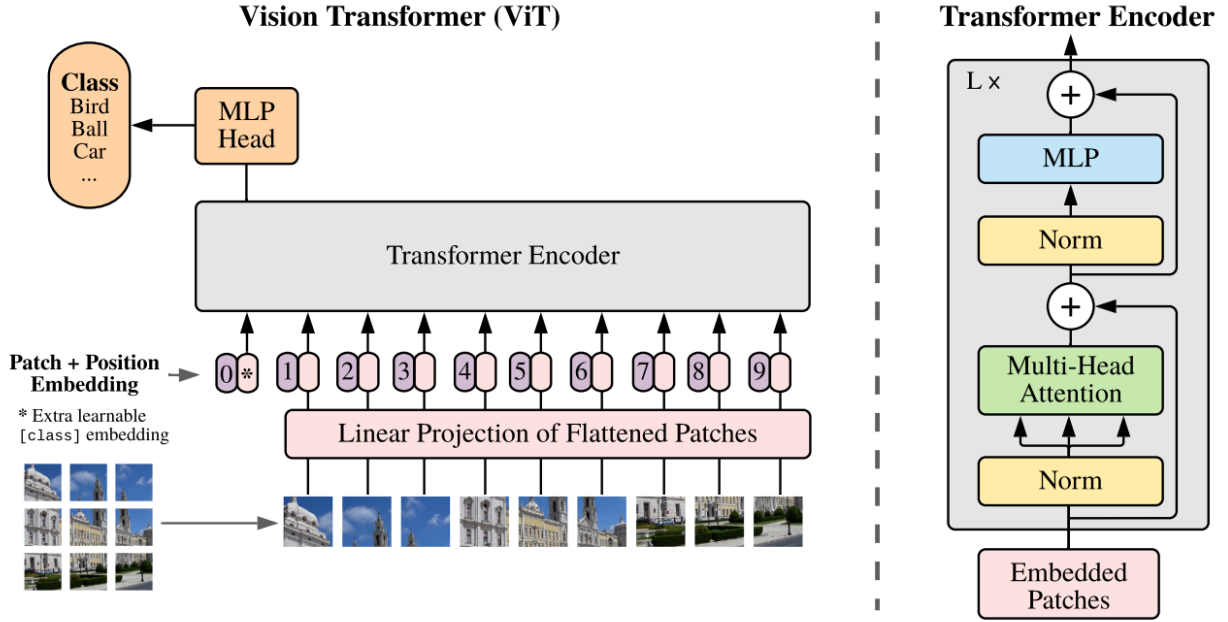 Vision Transformer (ViT)
Class
Bird
Ball
Car
...
MLP
Head
Transformer Encoder
Patch + Position
Embedding
0 * 1 2 3 4 5 6 7 8 9
* Extra learnable
[class] embedding
Linear Projection of Flattened Patches
Transformer Encoder
L x
+
MLP
Norm
+
Multi-Head
Attention
Norm
Embedded
Patches